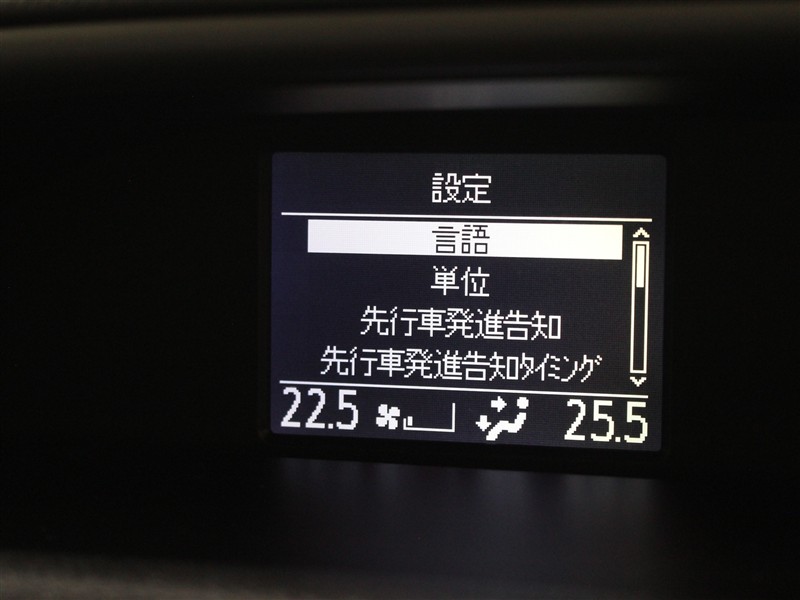 設定
言語
単位
先行車発進告知
先行車発進告知ﾀｲﾐﾝｸﾞ
22.5 25.5